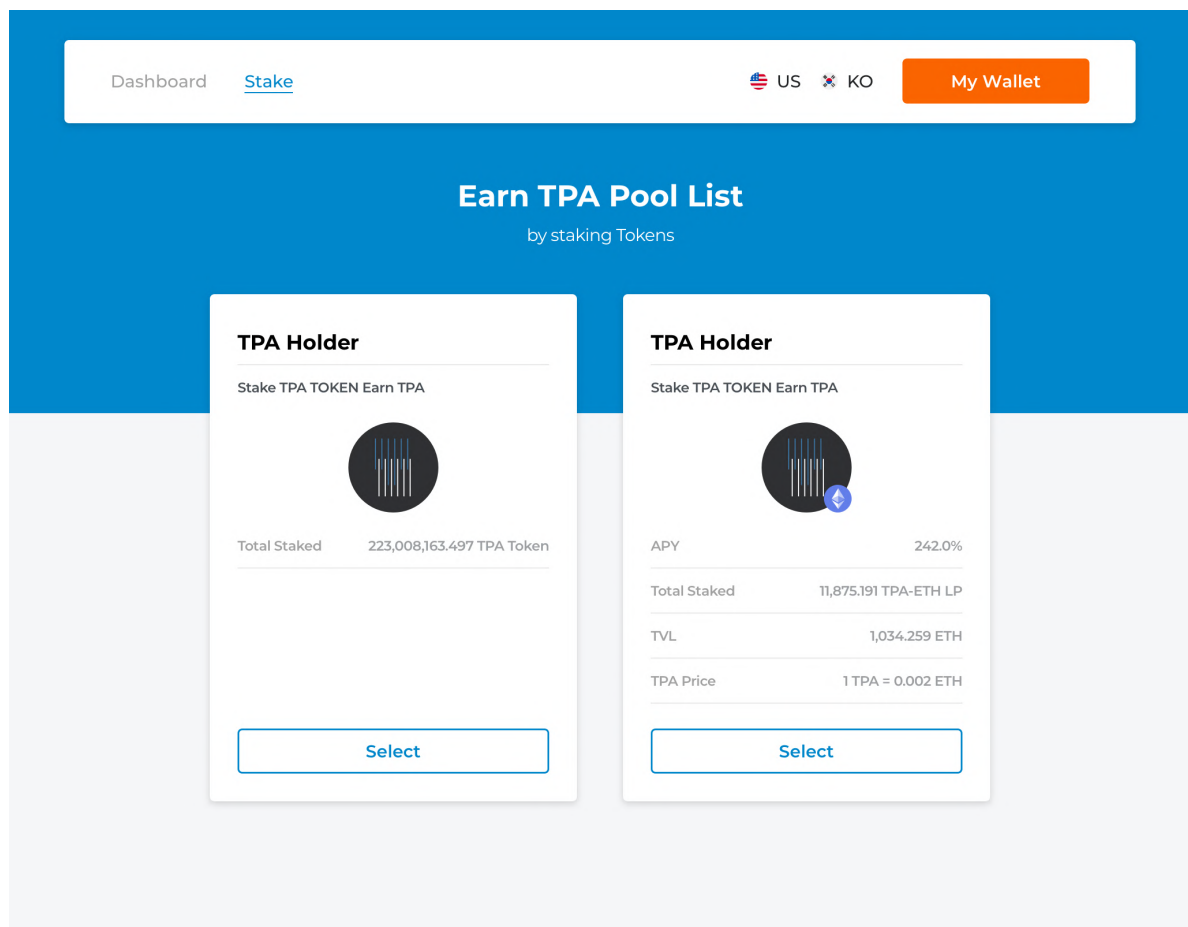 Dashboard Stake US KO My Wallet
Earn TPA Pool List
by staking Tokens
TPA Holder
Stake TPA TOKEN Earn TPA
Total Staked 223,008,163.497 TPA Token
Select
TPA Holder
Stake TPA TOKEN Earn TPA
APY 242.0%
Total Staked 11,875.191 TPA-ETH LP
TVL 1,034.259 ETH
TPA Price 1 TPA = 0.002 ETH
Select